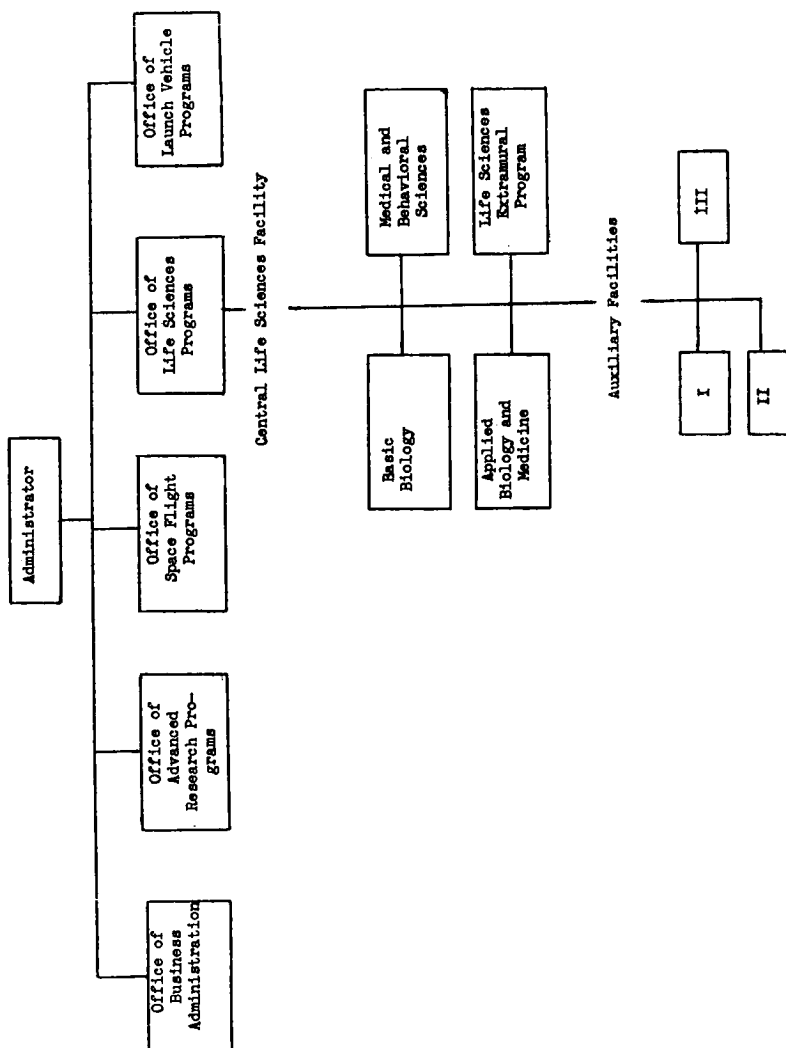 Administrator
Office of
Business
Administration
Office of
Advanced
Research Pro-
grams
Office of
Space Flight
Programs
Office of
Life Sciences
Programs
Office of
Launch Vehicle
Programs
Central Life Sciences Facility
Basic
Biology
Medical and
Behavioral
Sciences
Applied
Biology and
Medicine
Life Sciences
Extramural
Program
Auxiliary Facilities
I
III
II